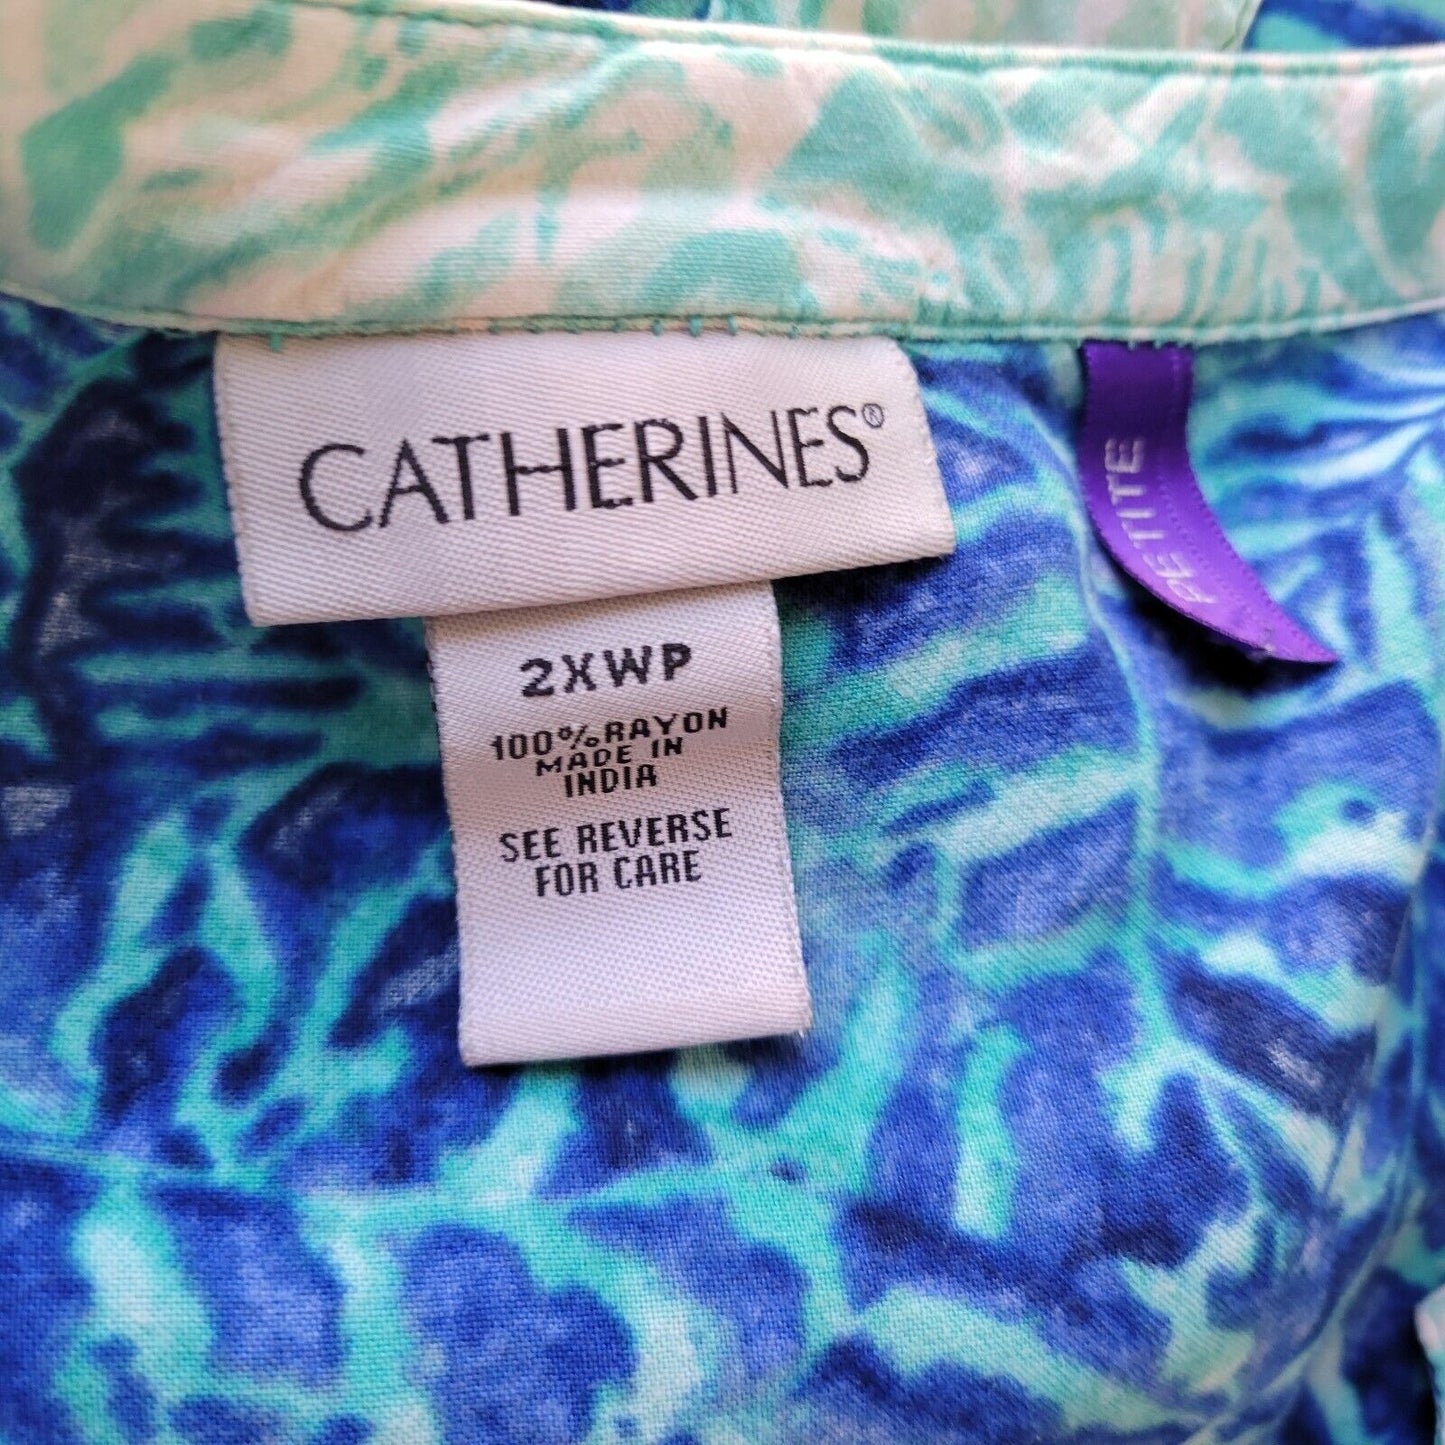 CATHERINES®
PETITE
2XWP
100% RAYON
MADE IN
INDIA
SEE REVERSE
FOR CARE